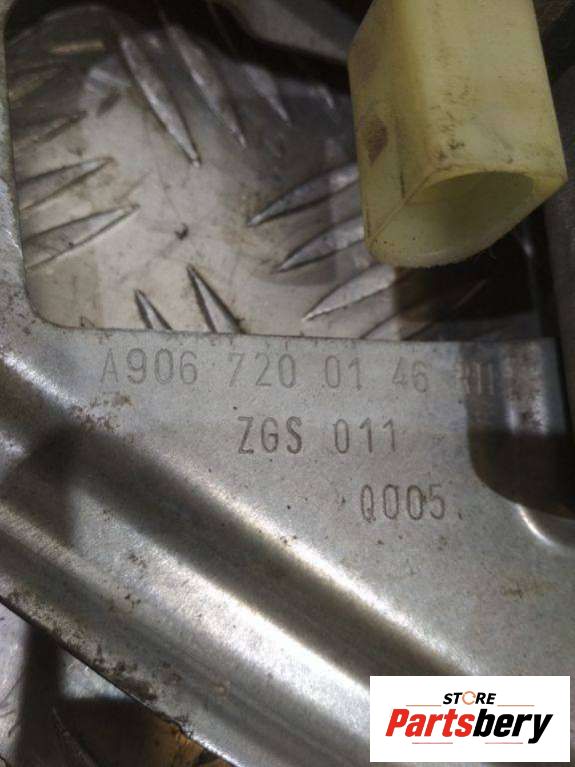 A906 720 01 46
ZGS 011
Q005
STORE
Partsbery